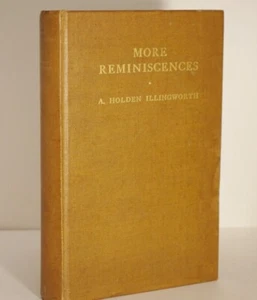 MORE
REMINISCENCES
A. HOLDEN ILLINGWORTH